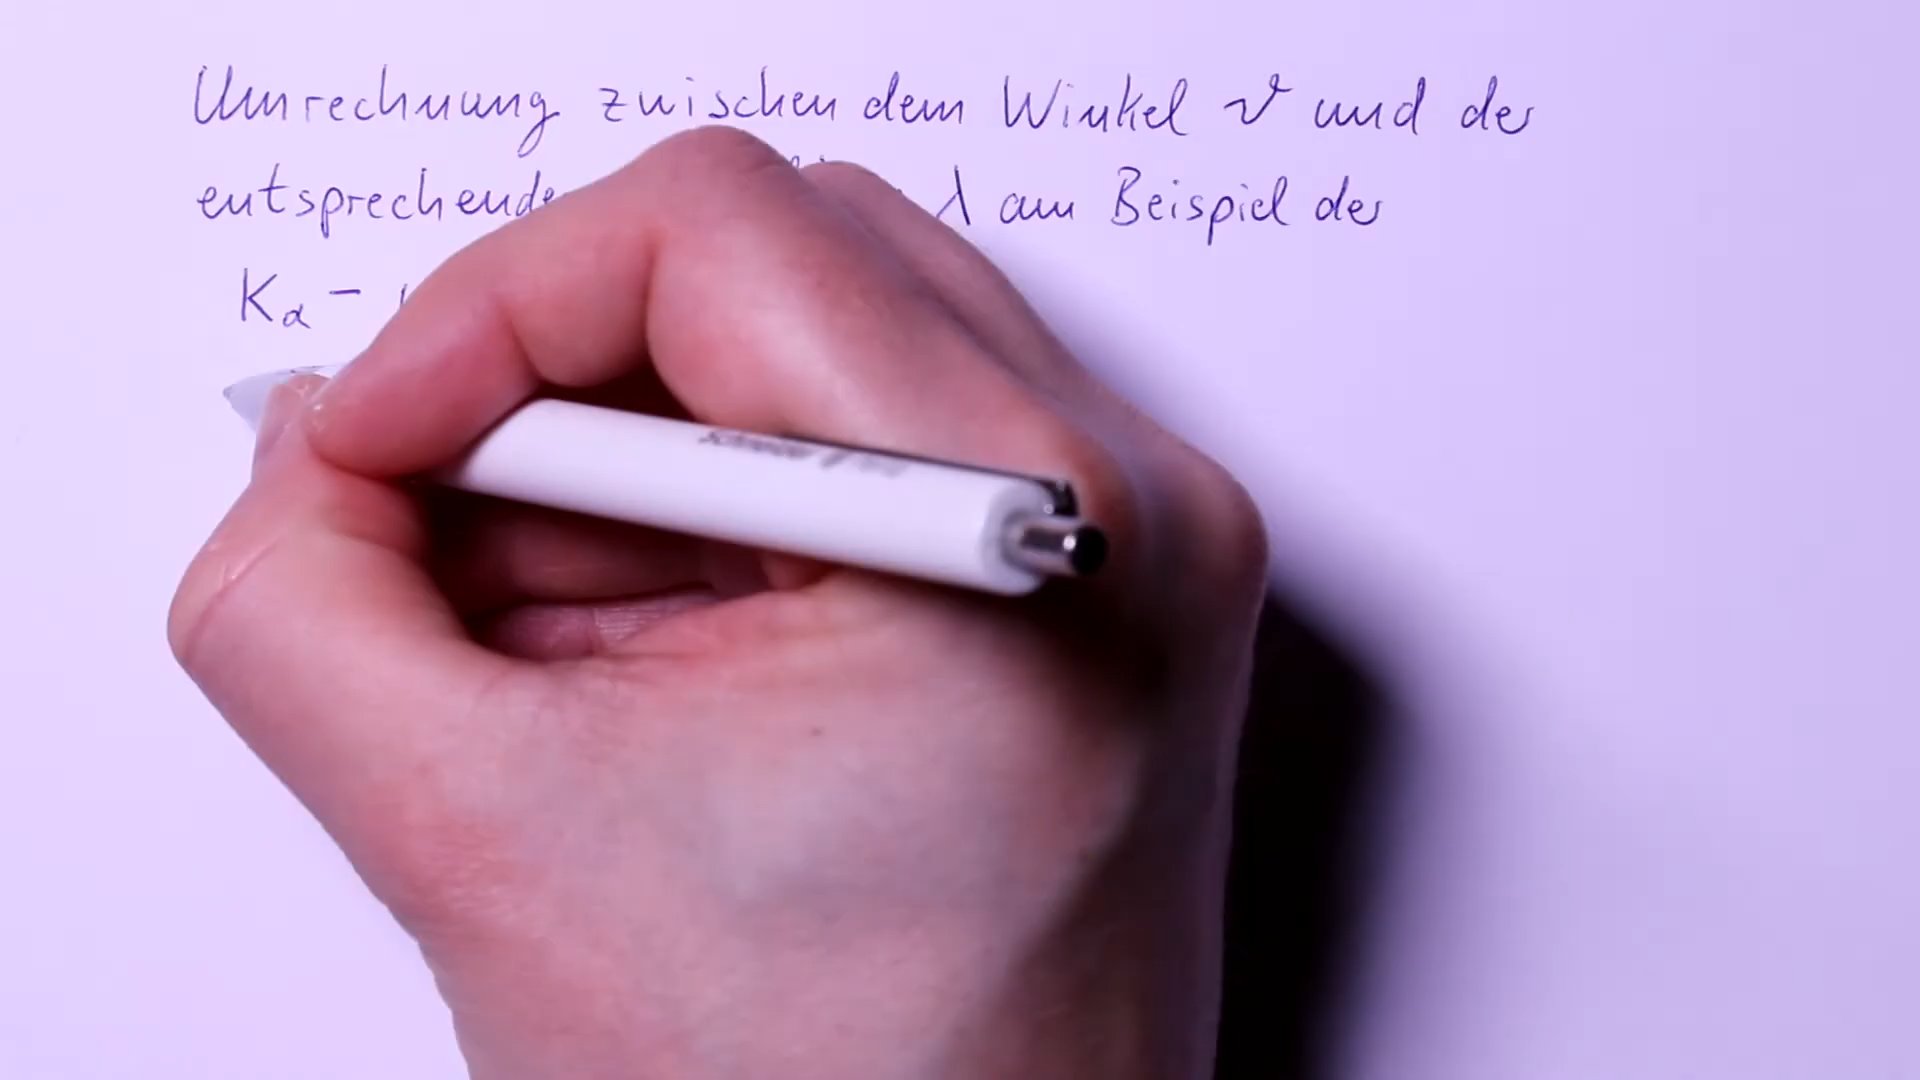 Umrechnung zwischen dem Winkel ϑ und der
entsprechende λ am Beispiel der
Kα –